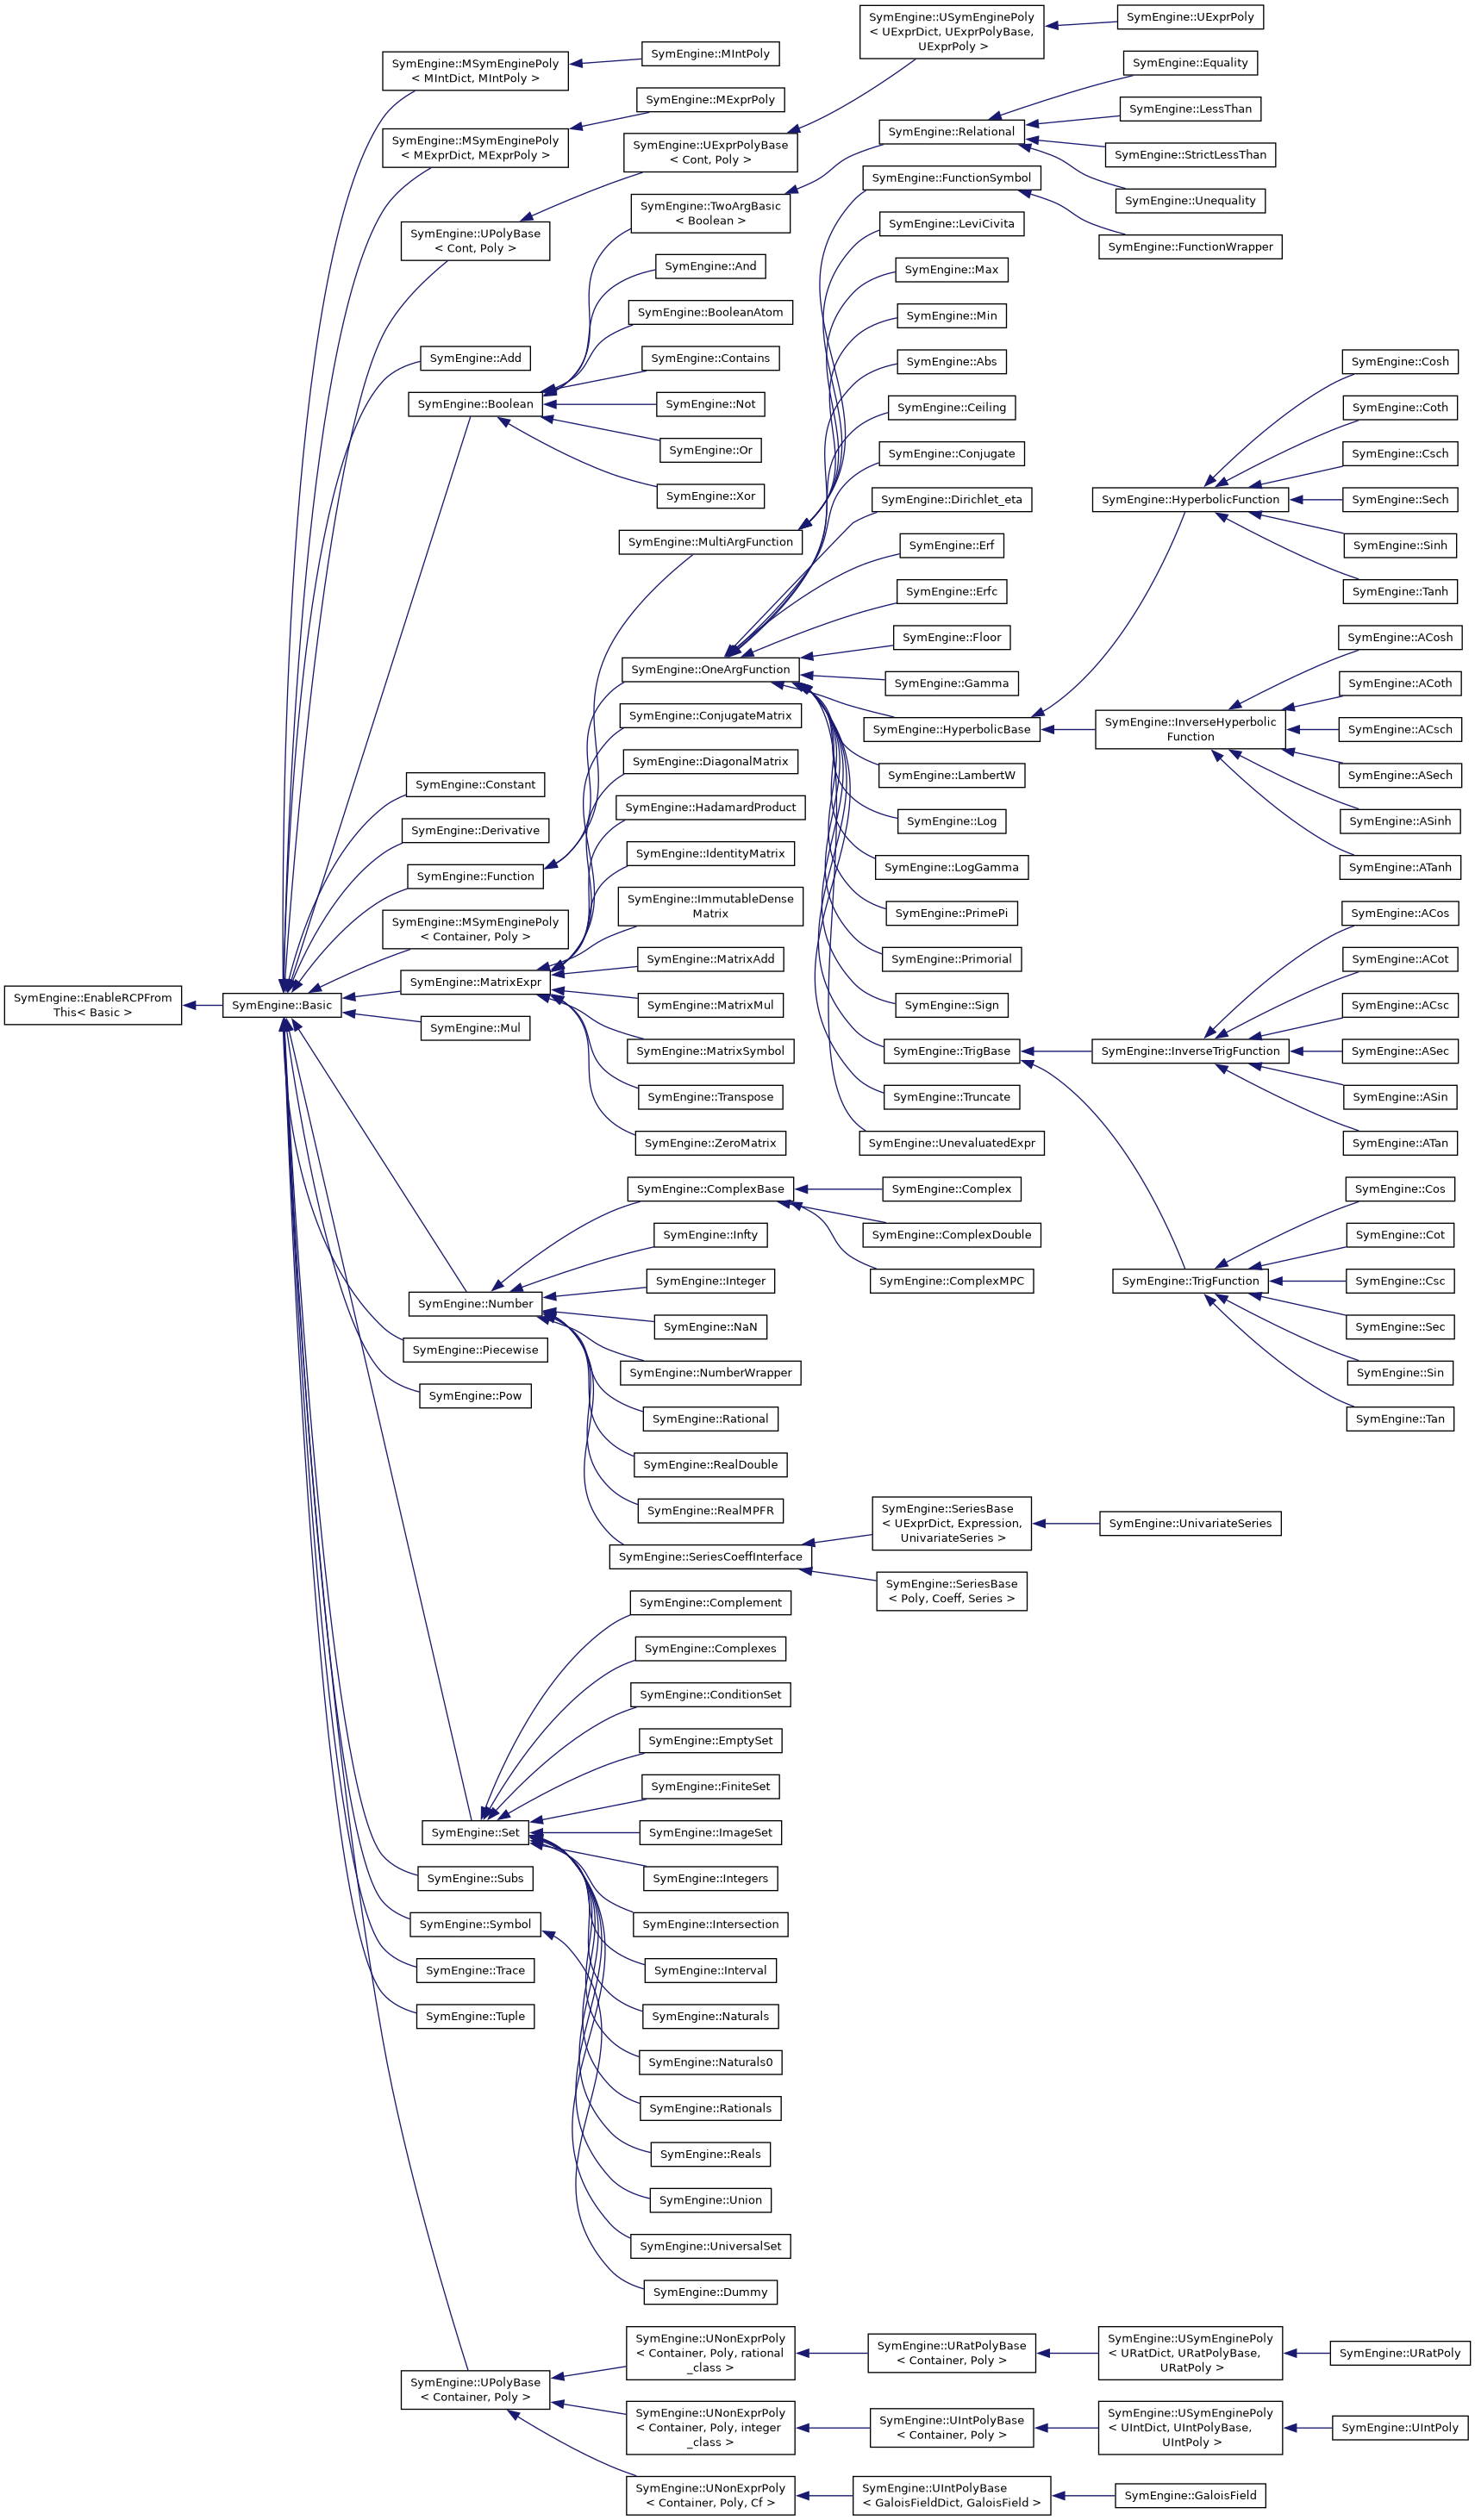 SymEngine::EnableRCPFrom
This< Basic >
SymEngine::Basic
SymEngine::MSymEnginePoly
< MIntDict, MIntPoly >
SymEngine::MSymEnginePoly
< MExprDict, MExprPoly >
SymEngine::UPolyBase
< Cont, Poly >
SymEngine::Add
SymEngine::Boolean
SymEngine::Constant
SymEngine::Derivative
SymEngine::Function
SymEngine::MSymEnginePoly
< Container, Poly >
SymEngine::MatrixExpr
SymEngine::Mul
SymEngine::Number
SymEngine::Piecewise
SymEngine::Pow
SymEngine::Set
SymEngine::Subs
SymEngine::Symbol
SymEngine::Trace
SymEngine::Tuple
SymEngine::UPolyBase
< Container, Poly >
SymEngine::MIntPoly
SymEngine::MExprPoly
SymEngine::UExprPolyBase
< Cont, Poly >
SymEngine::TwoArgBasic
< Boolean >
SymEngine::And
SymEngine::BooleanAtom
SymEngine::Contains
SymEngine::Not
SymEngine::Or
SymEngine::Xor
SymEngine::MultiArgFunction
SymEngine::OneArgFunction
SymEngine::ConjugateMatrix
SymEngine::DiagonalMatrix
SymEngine::HadamardProduct
SymEngine::IdentityMatrix
SymEngine::ImmutableDense
Matrix
SymEngine::MatrixAdd
SymEngine::MatrixMul
SymEngine::MatrixSymbol
SymEngine::Transpose
SymEngine::ZeroMatrix
SymEngine::ComplexBase
SymEngine::Infty
SymEngine::Integer
SymEngine::NaN
SymEngine::NumberWrapper
SymEngine::Rational
SymEngine::RealDouble
SymEngine::RealMPFR
SymEngine::SeriesCoeffInterface
SymEngine::Complement
SymEngine::Complexes
SymEngine::ConditionSet
SymEngine::EmptySet
SymEngine::FiniteSet
SymEngine::ImageSet
SymEngine::Integers
SymEngine::Intersection
SymEngine::Interval
SymEngine::Naturals
SymEngine::Naturals0
SymEngine::Rationals
SymEngine::Reals
SymEngine::Union
SymEngine::UniversalSet
SymEngine::Dummy
SymEngine::UNonExprPoly
< Container, Poly, rational
_class >
SymEngine::UNonExprPoly
< Container, Poly, integer
_class >
SymEngine::UNonExprPoly
< Container, Poly, Cf >
SymEngine::USymEnginePoly
< UExprDict, UExprPolyBase,
UExprPoly >
SymEngine::Relational
SymEngine::FunctionSymbol
SymEngine::LeviCivita
SymEngine::Max
SymEngine::Min
SymEngine::Abs
SymEngine::Ceiling
SymEngine::Conjugate
SymEngine::Dirichlet_eta
SymEngine::Erf
SymEngine::Erfc
SymEngine::Floor
SymEngine::Gamma
SymEngine::HyperbolicBase
SymEngine::LambertW
SymEngine::Log
SymEngine::LogGamma
SymEngine::PrimePi
SymEngine::Primorial
SymEngine::Sign
SymEngine::TrigBase
SymEngine::Truncate
SymEngine::UnevaluatedExpr
SymEngine::Complex
SymEngine::ComplexDouble
SymEngine::ComplexMPC
SymEngine::SeriesBase
< UExprDict, Expression,
UnivariateSeries >
SymEngine::SeriesBase
< Poly, Coeff, Series >
SymEngine::URatPolyBase
< Container, Poly >
SymEngine::UIntPolyBase
< Container, Poly >
SymEngine::UIntPolyBase
< GaloisFieldDict, GaloisField >
SymEngine::UExprPoly
SymEngine::Equality
SymEngine::LessThan
SymEngine::StrictLessThan
SymEngine::Unequality
SymEngine::FunctionWrapper
SymEngine::HyperbolicFunction
SymEngine::InverseHyperbolic
Function
SymEngine::InverseTrigFunction
SymEngine::TrigFunction
SymEngine::UnivariateSeries
SymEngine::USymEnginePoly
< URatDict, URatPolyBase,
URatPoly >
SymEngine::USymEnginePoly
< UIntDict, UIntPolyBase,
UIntPoly >
SymEngine::GaloisField
SymEngine::Cosh
SymEngine::Coth
SymEngine::Csch
SymEngine::Sech
SymEngine::Sinh
SymEngine::Tanh
SymEngine::ACosh
SymEngine::ACoth
SymEngine::ACsch
SymEngine::ASech
SymEngine::ASinh
SymEngine::ATanh
SymEngine::ACos
SymEngine::ACot
SymEngine::ACsc
SymEngine::ASec
SymEngine::ASin
SymEngine::ATan
SymEngine::Cos
SymEngine::Cot
SymEngine::Csc
SymEngine::Sec
SymEngine::Sin
SymEngine::Tan
SymEngine::URatPoly
SymEngine::UIntPoly